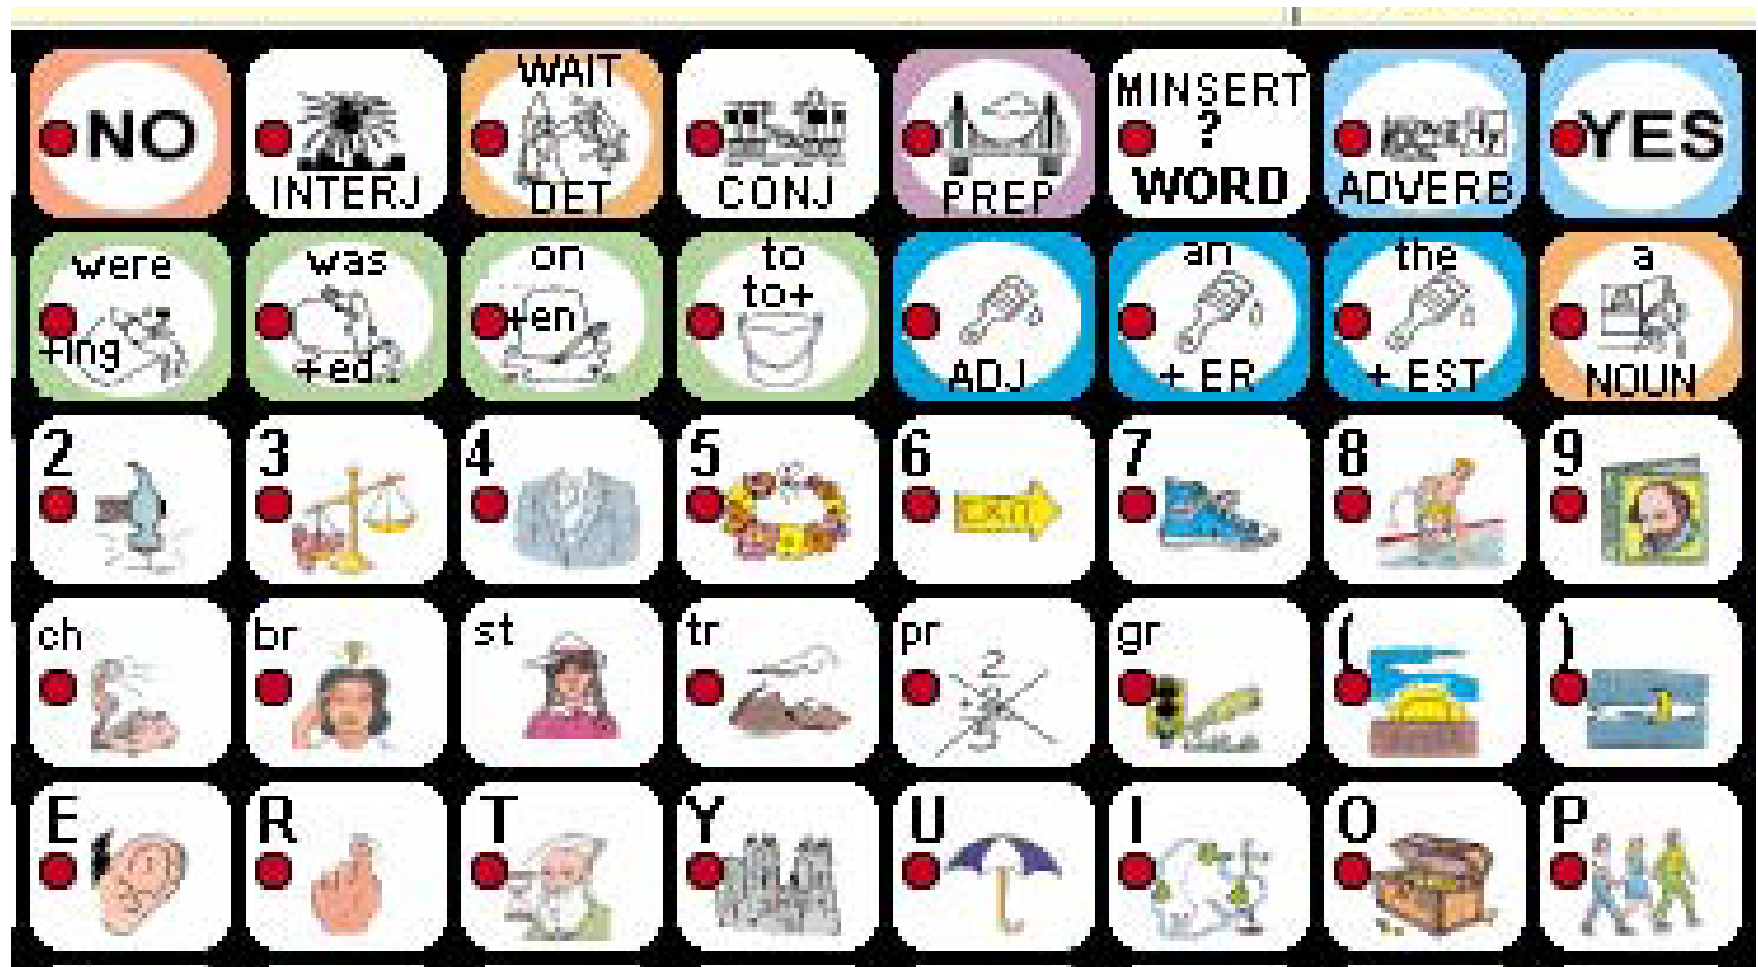 NO
INTERJ
WAIT
DET
CONJ
PREP
MINSERT
?
WORD
ADVERB
YES
were
+ing
was
+ed
on
+en
to
to+
ADJ
an
+ ER
the
+ EST
a
NOUN
2
3
4
5
6
EXIT
7
8
9
ch
br
st
tr
pr
2
gr
(
)
E
R
T
Y
U
I
O
P